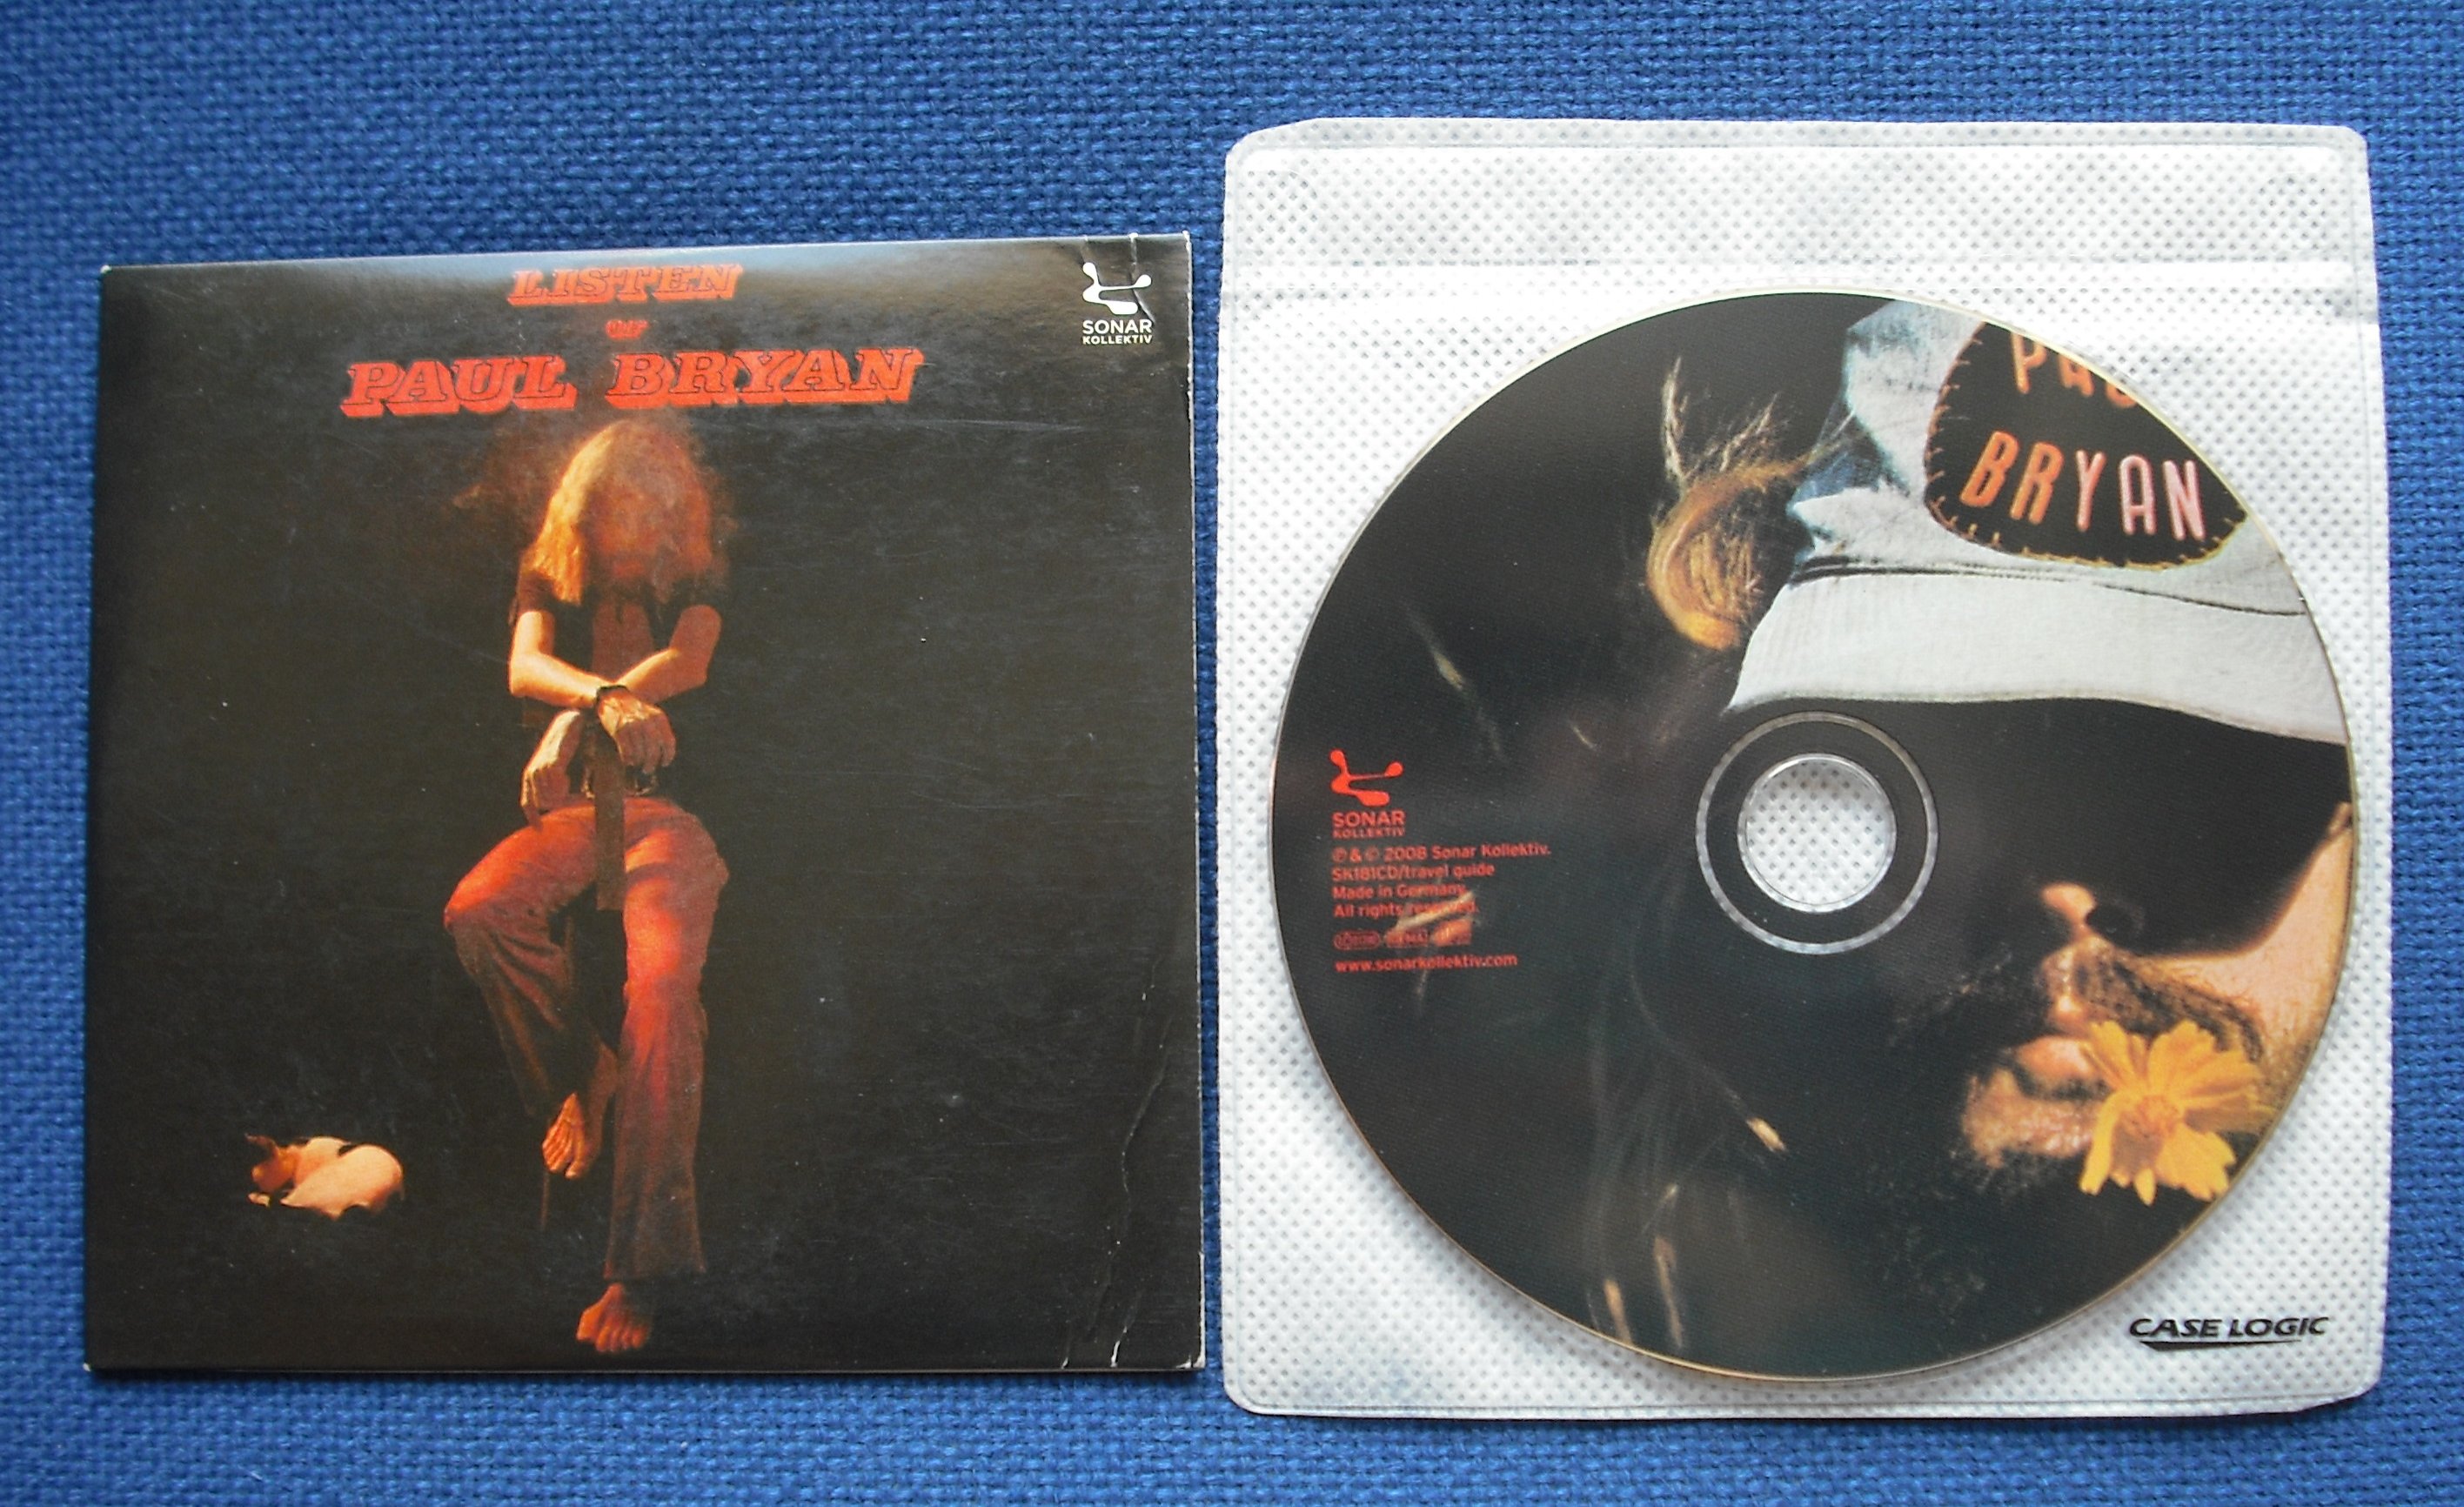 LISTEN
OF
PAUL BRYAN
SONAR
KOLLEKTIV
BRYAN
SONAR
KOLLEKTIV
℗ & © 2008 Sonar Kollektiv.
SK181CD/travel guide
Made in Germany.
All rights reserved.
www.sonarkollektiv.com
CASE LOGIC